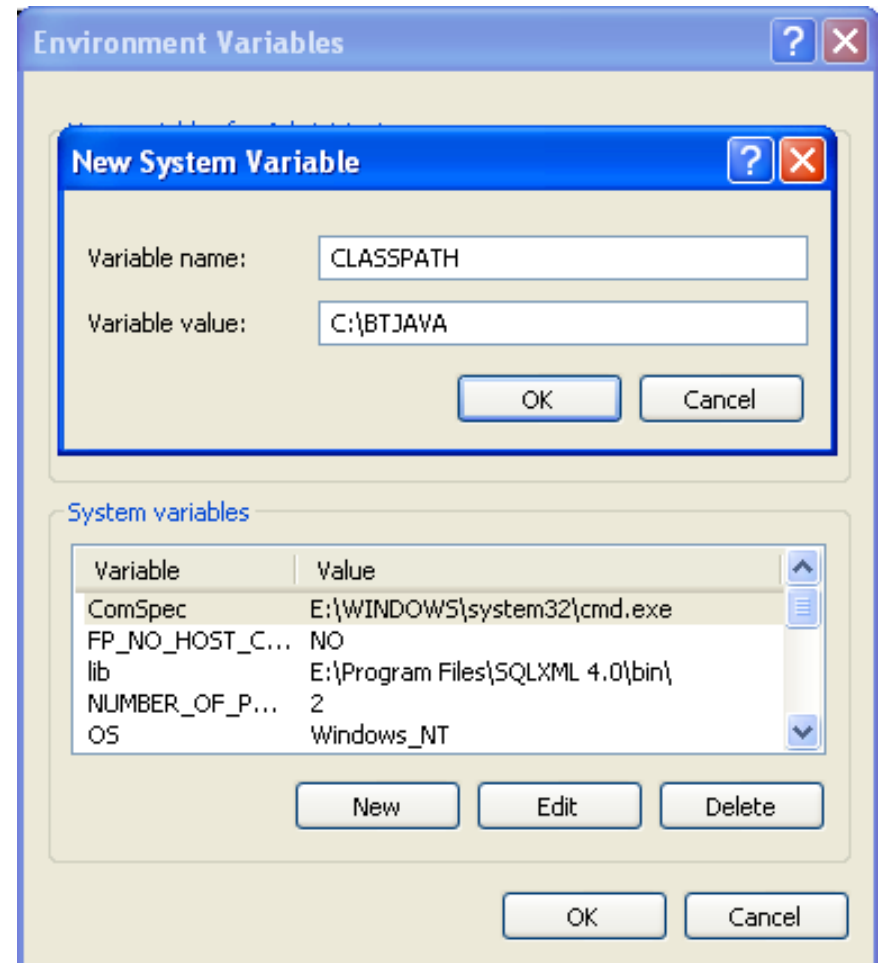 Environment Variables
New System Variable
Variable name: CLASSPATH
Variable value: C:\BTJAVA
OK Cancel
System variables
Variable Value
ComSpec E:\WINDOWS\system32\cmd.exe
FP_NO_HOST_C... NO
lib E:\Program Files\SQLXML 4.0\bin\
NUMBER_OF_P... 2
OS Windows_NT
New Edit Delete
OK Cancel